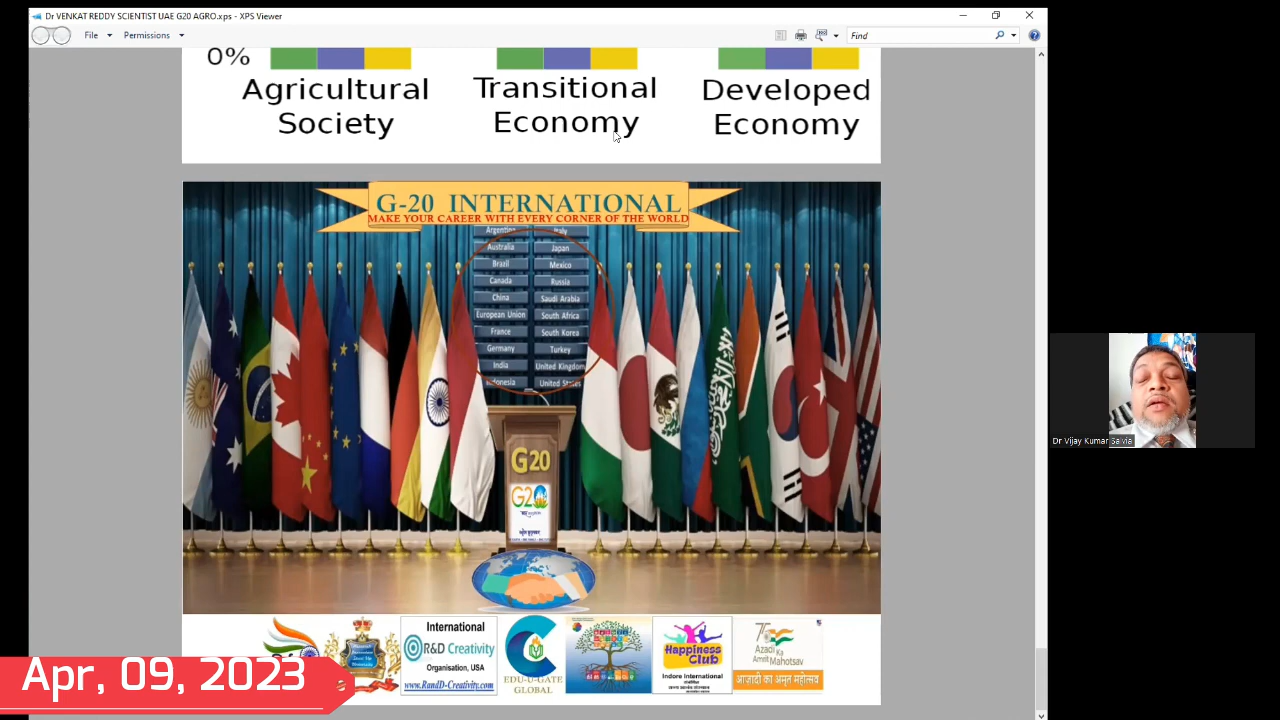 Dr VENKAT REDDY SCIENTIST UAE G20 AGRO.xps - XPS Viewer
File
Permissions
Find
0%
Agricultural Society
Transitional Economy
Developed Economy
G-20 INTERNATIONAL
MAKE YOUR CAREER WITH EVERY CORNER OF THE WORLD
Argentina Italy
Australia Japan
Brazil Mexico
Canada Russia
China Saudi Arabia
European Union South Africa
France South Korea
Germany Turkey
India United Kingdom
Indonesia United States
G20
G20
Dr Vijay Kumar Salvia
International
R&D Creativity
Organisation, USA
www.RandD-Creativity.com
EDU-U-GATE
GLOBAL
Happiness
Club
Indore International
75
Azadi
Ka
Amrit Mahotsav
आज़ादी का अमृत महोत्सव
Apr, 09, 2023